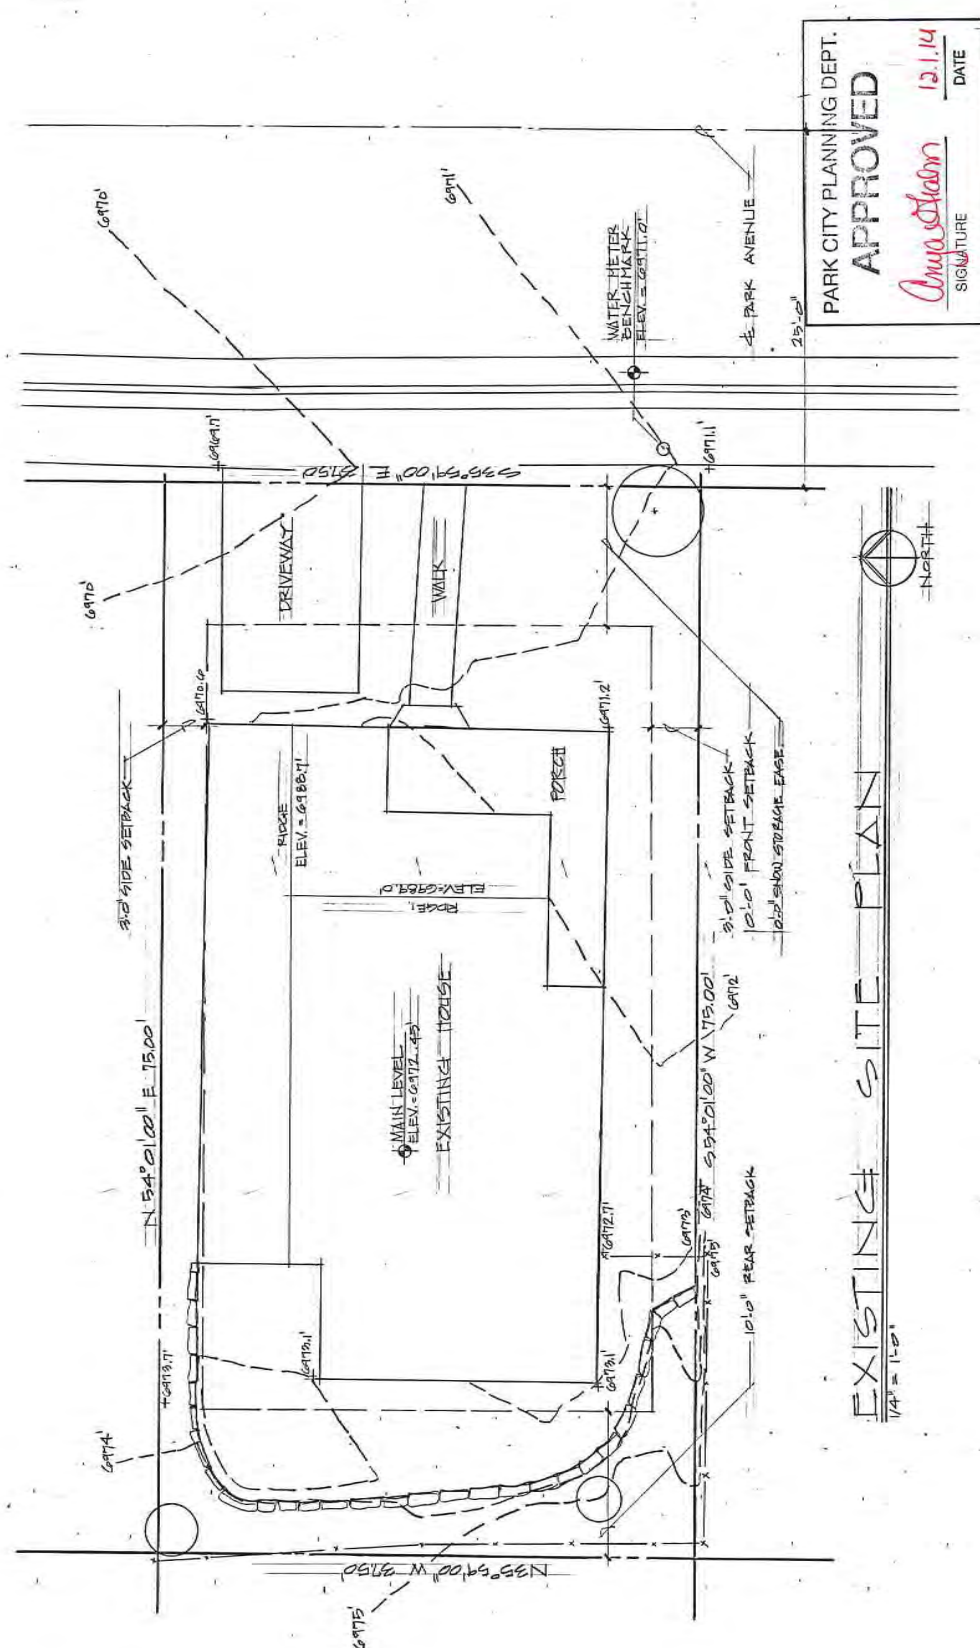 PARK CITY PLANNING DEPT.
APPROVED
12.1.14
SIGNATURE
DATE
6970'
6971'
WATER METER
BENCHMARK
ELEV. = 6971.0'
℄ PARK AVENUE
25'-0"
6969.7'
6971.1'
S35°59'00" E 37.50'
6970'
DRIVEWAY
WALK
NORTH
3'-0" SIDE SETBACK
6970.6
6971.2'
RIDGE
ELEV. = 6988.7'
PORCH
RIDGE
ELEV=6989.0'
3'-0" SIDE SETBACK
10'-0" FRONT SETBACK
10'-0" SNOW STORAGE EASE.
N 54°01'00" E 75.00'
MAIN LEVEL
ELEV. = 6972.45'
EXISTING HOUSE
6972'
S54°01'00" W 75.00'
6972.7'
6973'
6974'
6975'
10'-0" REAR SETBACK
6973.7'
6973.1'
6973.1'
6974'
N35°59'00" W 37.50'
6975'
EXISTING SITE PLAN
1/4" = 1'-0"